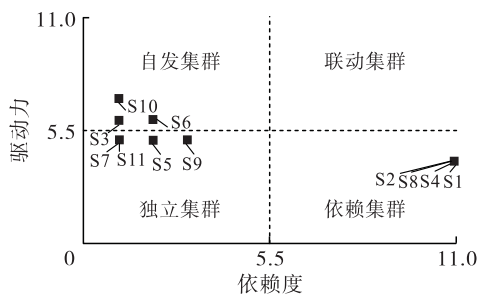 11.0
自发集群
联动集群
S10
S6
S3
5.5
驱动力
S7
S11
S5
S9
S2
S8
S4
S1
独立集群
依赖集群
0
5.5
11.0
依赖度